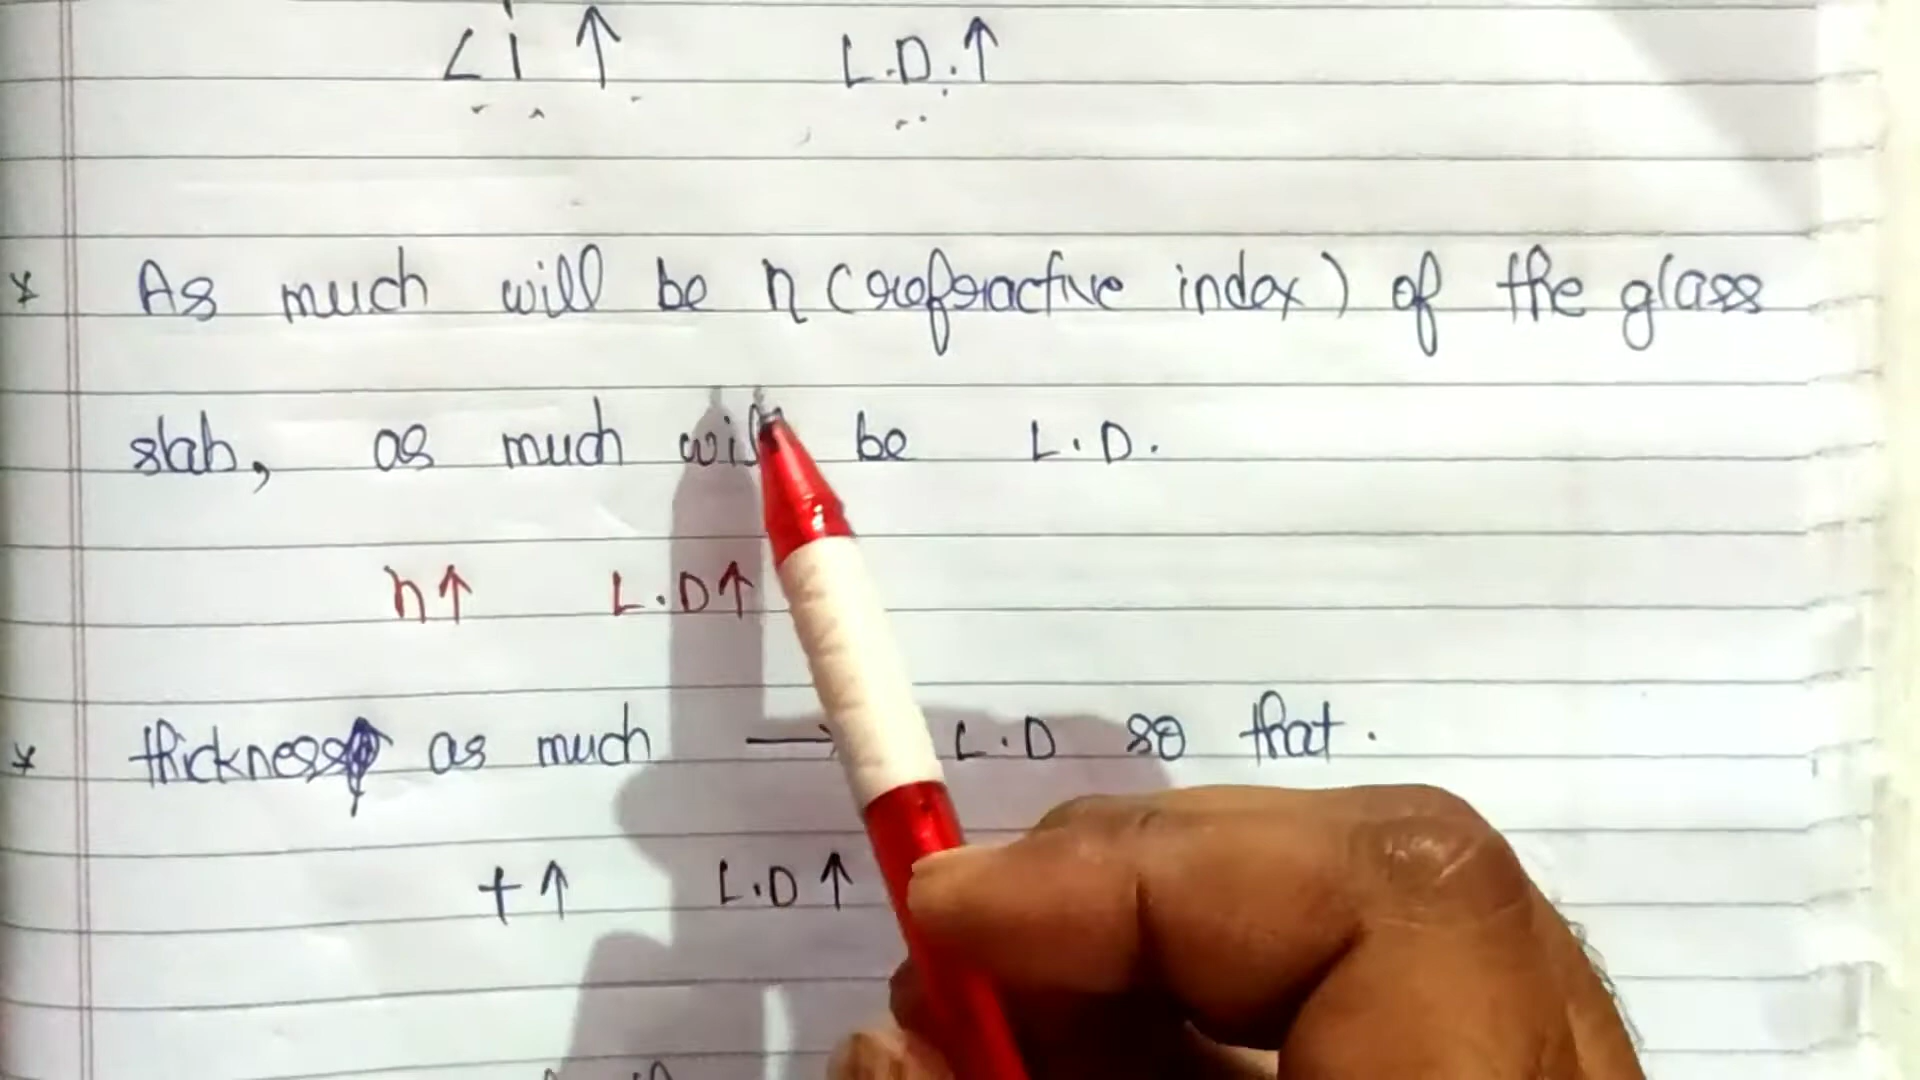 ∠i ↑ L.D. ↑
* As much will be n (refractive index) of the glass
slab, as much will be L.D.
n↑ L.D↑
* thickness as much → L.D so that.
t↑ L.D↑